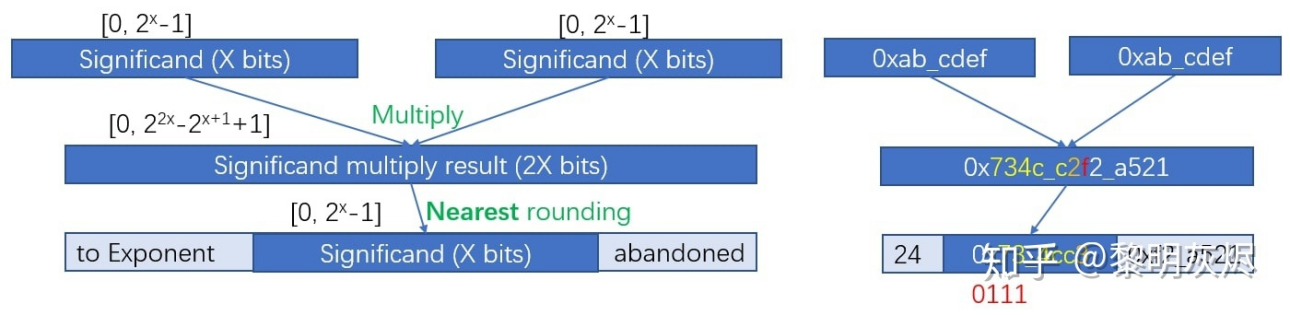 [0, 2ˣ-1]
[0, 2ˣ-1]
Significand (X bits)
Significand (X bits)
0xab_cdef
0xab_cdef
Multiply
[0, 2²ˣ-2ˣ⁺¹+1]
Significand multiply result (2X bits)
0x734c_c2f2_a521
[0, 2ˣ-1]
Nearest rounding
to Exponent
Significand (X bits)
abandoned
24
知乎 @黎明灰烬
0111